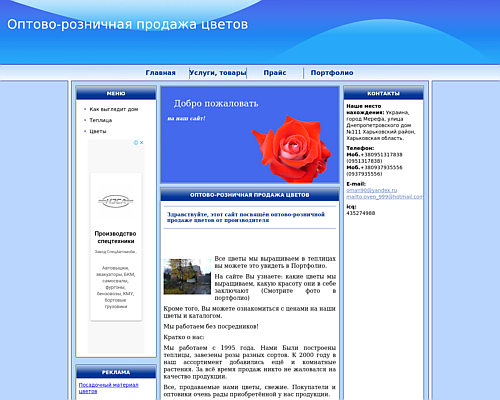 Оптово-розничная продажа цветов
Главная
Услуги, товары
Прайс
Портфолио
МЕНЮ
Как выглядит дом
Теплица
Цветы
Производство
спецтехники
Автовышки,
эвакуаторы, БКМ,
самосвалы,
фургоны,
бензовозы, КМУ,
бортовые
грузовики
РЕКЛАМА
Посадочный материал
цветов
Добро пожаловать
на наш сайт!
ОПТОВО-РОЗНИЧНАЯ ПРОДАЖА ЦВЕТОВ
Здравствуйте, этот сайт посвящён оптово-розничной
продаже цветов от производителя
Все цветы мы выращиваем в теплицах
вы можете это увидеть в Портфолио.
На сайте Вы узнаете: какие цветы мы
выращиваем, какую красоту они в себе
заключают (Смотрите фото в
портфолио)
Кроме того, Вы можете ознакомиться с ценами на наши
цветы и каталогом.
Мы работаем без посредников!
Кратко о нас:
Мы работаем с 1995 года. Нами Были построены
теплицы, завезены розы разных сортов. К 2000 году в
наш ассортимент добавились ещё и комнатные
растения. За всё время продаж никто не жаловался на
качество продукции.
Все, продаваемые нами цветы, свежие. Покупатели и
оптовики очень рады приобретённой у нас продукции.
КОНТАКТЫ
Наше место
нахождения: Украина,
город Мерефа, улица
Днепропетровского дом
№111 Харьковский район,
Харьковская область.
Телефон:
Моб.+380951317838
(0951317838)
Моб.+380937935556
(0937935556)
E-mail:
oman90@yandex.ru
marto.oven_999@hotmail.com
icq:
435274988